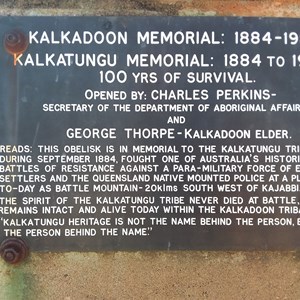 KALKADOON MEMORIAL: 1884-19
KALKATUNGU MEMORIAL: 1884 TO 1
100 YRS OF SURVIVAL.
OPENED BY: CHARLES PERKINS-
SECRETARY OF THE DEPARTMENT OF ABORIGINAL AFFAIR
AND
GEORGE THORPE-KALKADOON ELDER.
READS: THIS OBELISK IS IN MEMORIAL TO THE KALKATUNGU TRI
DURING SEPTEMBER 1884, FOUGHT ONE OF AUSTRALIA'S HISTOR
BATTLES OF RESISTANCE AGAINST A PARA-MILITARY FORCE OF E
SETTLERS AND THE QUEENSLAND NATIVE MOUNTED POLICE AT A PL
TO-DAY AS BATTLE MOUNTAIN-20klms SOUTH WEST OF KAJABBI
THE SPIRIT OF THE KALKATUNGU TRIBE NEVER DIED AT BATTLE,
REMAINS INTACT AND ALIVE TODAY WITHIN THE KALKADOON TRIB
"KALKATUNGU HERITAGE IS NOT THE NAME BEHIND THE PERSON, B
THE PERSON BEHIND THE NAME."